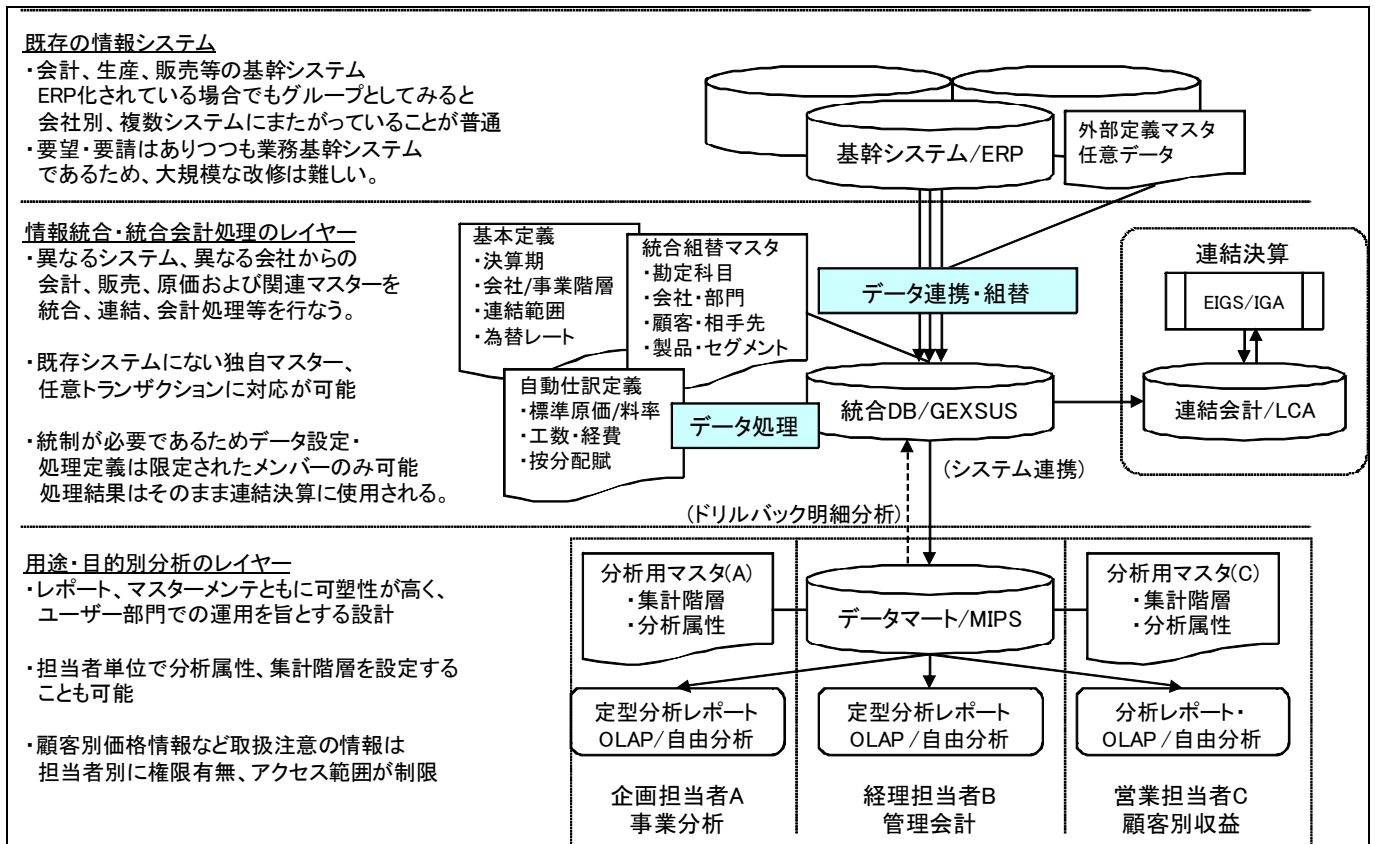 既存の情報システム
・会計、生産、販売等の基幹システム
ERP化されている場合でもグループとしてみると
会社別、複数システムにまたがっていることが普通
・要望・要請はありつつも業務基幹システム
であるため、大規模な改修は難しい。
基幹システム/ERP
外部定義マスタ
任意データ
情報統合・統合会計処理のレイヤー
・異なるシステム、異なる会社からの
会計、販売、原価および関連マスターを
統合、連結、会計処理等を行なう。
・既存システムにない独自マスター、
任意トランザクションに対応が可能
・統制が必要であるためデータ設定・
処理定義は限定されたメンバーのみ可能
処理結果はそのまま連結決算に使用される。
基本定義
・決算期
・会社/事業階層
・連結範囲
・為替レート
統合組替マスタ
・勘定科目
・会社・部門
・顧客・相手先
・製品・セグメント
自動仕訳定義
・標準原価/料率
・工数・経費
・按分配賦
データ連携・組替
データ処理
統合DB/GEXSUS
連結決算
EIGS/IGA
連結会計/LCA
(システム連携)
(ドリルバック明細分析)
用途・目的別分析のレイヤー
・レポート、マスターメンテともに可塑性が高く、
ユーザー部門での運用を旨とする設計
・担当者単位で分析属性、集計階層を設定する
ことも可能
・顧客別価格情報など取扱注意の情報は
担当者別に権限有無、アクセス範囲が制限
分析用マスタ(A)
・集計階層
・分析属性
データマート/MIPS
分析用マスタ(C)
・集計階層
・分析属性
定型分析レポート
OLAP/自由分析
定型分析レポート
OLAP/自由分析
分析レポート・
OLAP/自由分析
企画担当者A
事業分析
経理担当者B
管理会計
営業担当者C
顧客別収益